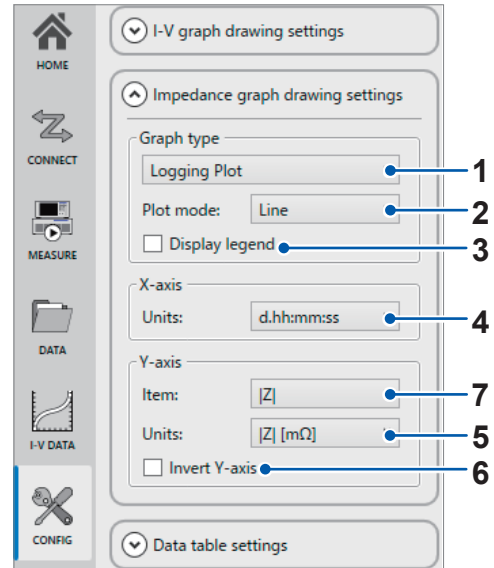 HOME
CONNECT
MEASURE
DATA
I-V DATA
CONFIG
I-V graph drawing settings
Impedance graph drawing settings
Graph type
Logging Plot 1
Plot mode: Line 2
Display legend 3
X-axis
Units: d.hh:mm:ss 4
Y-axis
Item: |Z| 7
Units: |Z| [mΩ] 5
Invert Y-axis 6
Data table settings